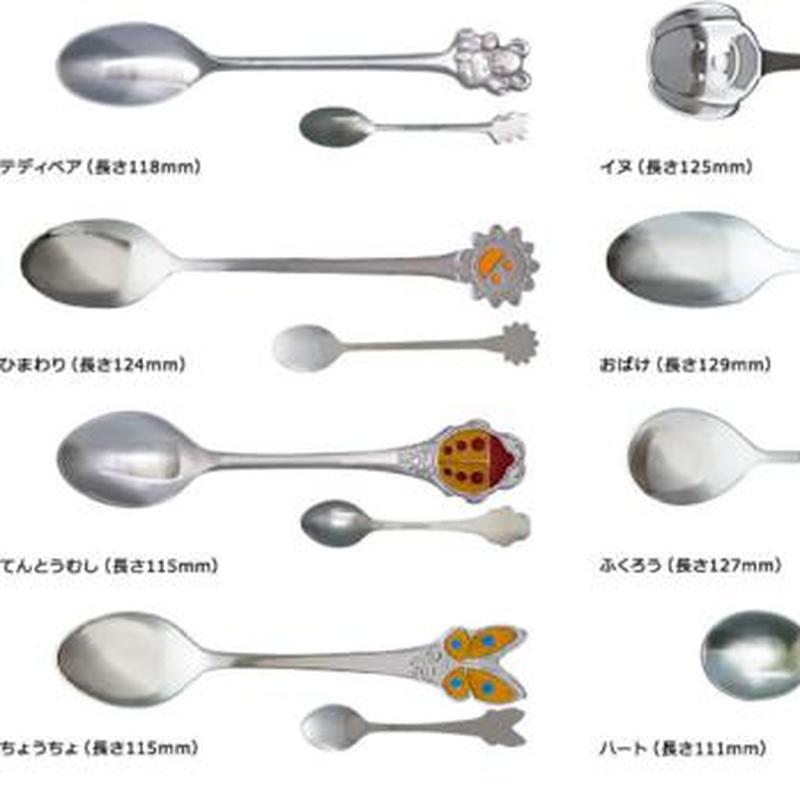 テディベア（長さ118mm）
イヌ（長さ125mm）
ひまわり（長さ124mm）
おばけ（長さ129mm）
てんとうむし（長さ115mm）
ふくろう（長さ127mm）
ちょうちょ（長さ115mm）
ハート（長さ111mm）